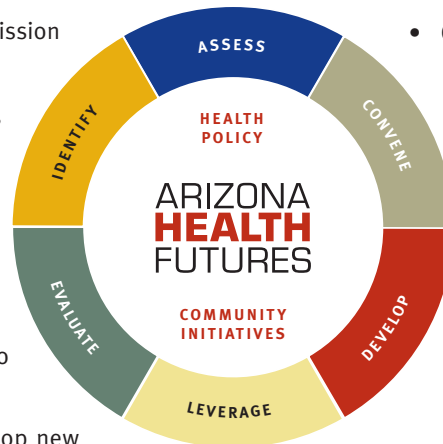 ission
•
ASSESS
CONVENE
DEVELOP
LEVERAGE
EVALUATE
IDENTIFY
HEALTH
POLICY
ARIZONA
HEALTH
FUTURES
COMMUNITY
INITIATIVES
op new